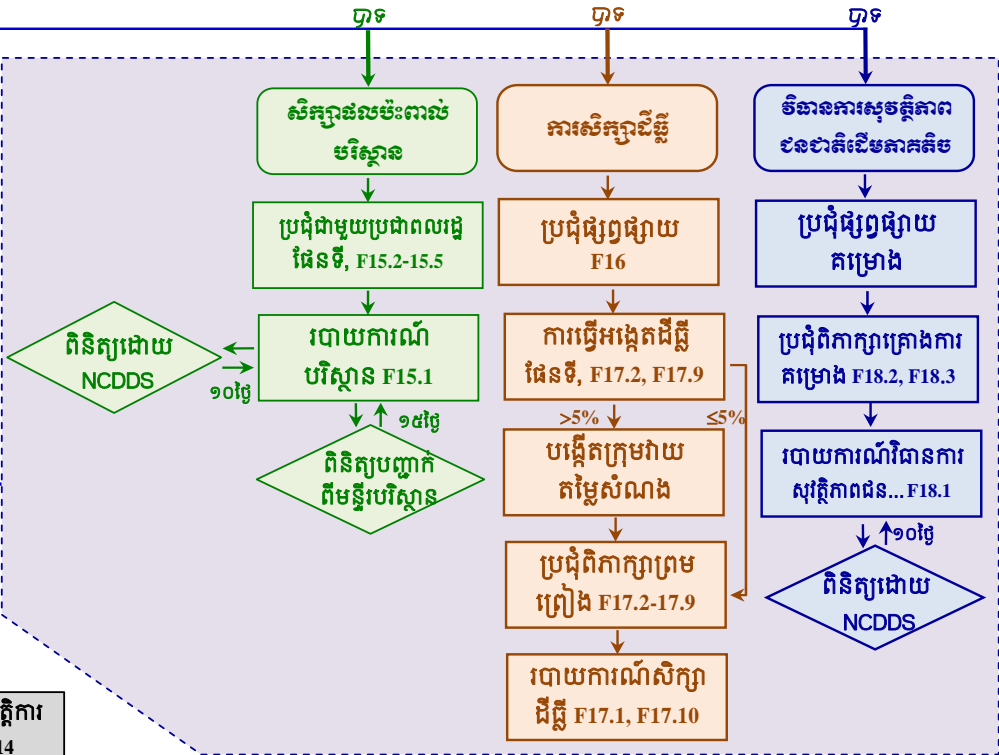 បាទ
បាទ
បាទ
សិក្សាផលប៉ះពាល់
បរិស្ថាន
ប្រជុំជាមួយប្រជាពលរដ្ឋ
ផែនទី, F15.2-15.5
របាយការណ៍
បរិស្ថាន F15.1
ពិនិត្យដោយ
NCDDS
១០ថ្ងៃ
១៥ថ្ងៃ
ពិនិត្យបញ្ជាក់
ពីមន្ទីរបរិស្ថាន
ការសិក្សាដីធ្លី
ប្រជុំផ្សព្វផ្សាយ
F16
ការធ្វើអង្កេតដីធ្លី
ផែនទី, F17.2, F17.9
>5%
≤5%
បង្កើតក្រុមវាយ
តម្លៃសំណង
ប្រជុំពិភាក្សាព្រម
ព្រៀង F17.2-17.9
របាយការណ៍សិក្សា
ដីធ្លី F17.1, F17.10
វិធានការសុវត្ថិភាព
ជនជាតិដើមភាគតិច
ប្រជុំផ្សព្វផ្សាយ
គម្រោង
ប្រជុំពិភាក្សាគ្រោងការ
គម្រោង F18.2, F18.3
របាយការណ៍វិធានការ
សុវត្ថិភាពជន... F18.1
១០ថ្ងៃ
ពិនិត្យដោយ
NCDDS
ត្តិការ
14